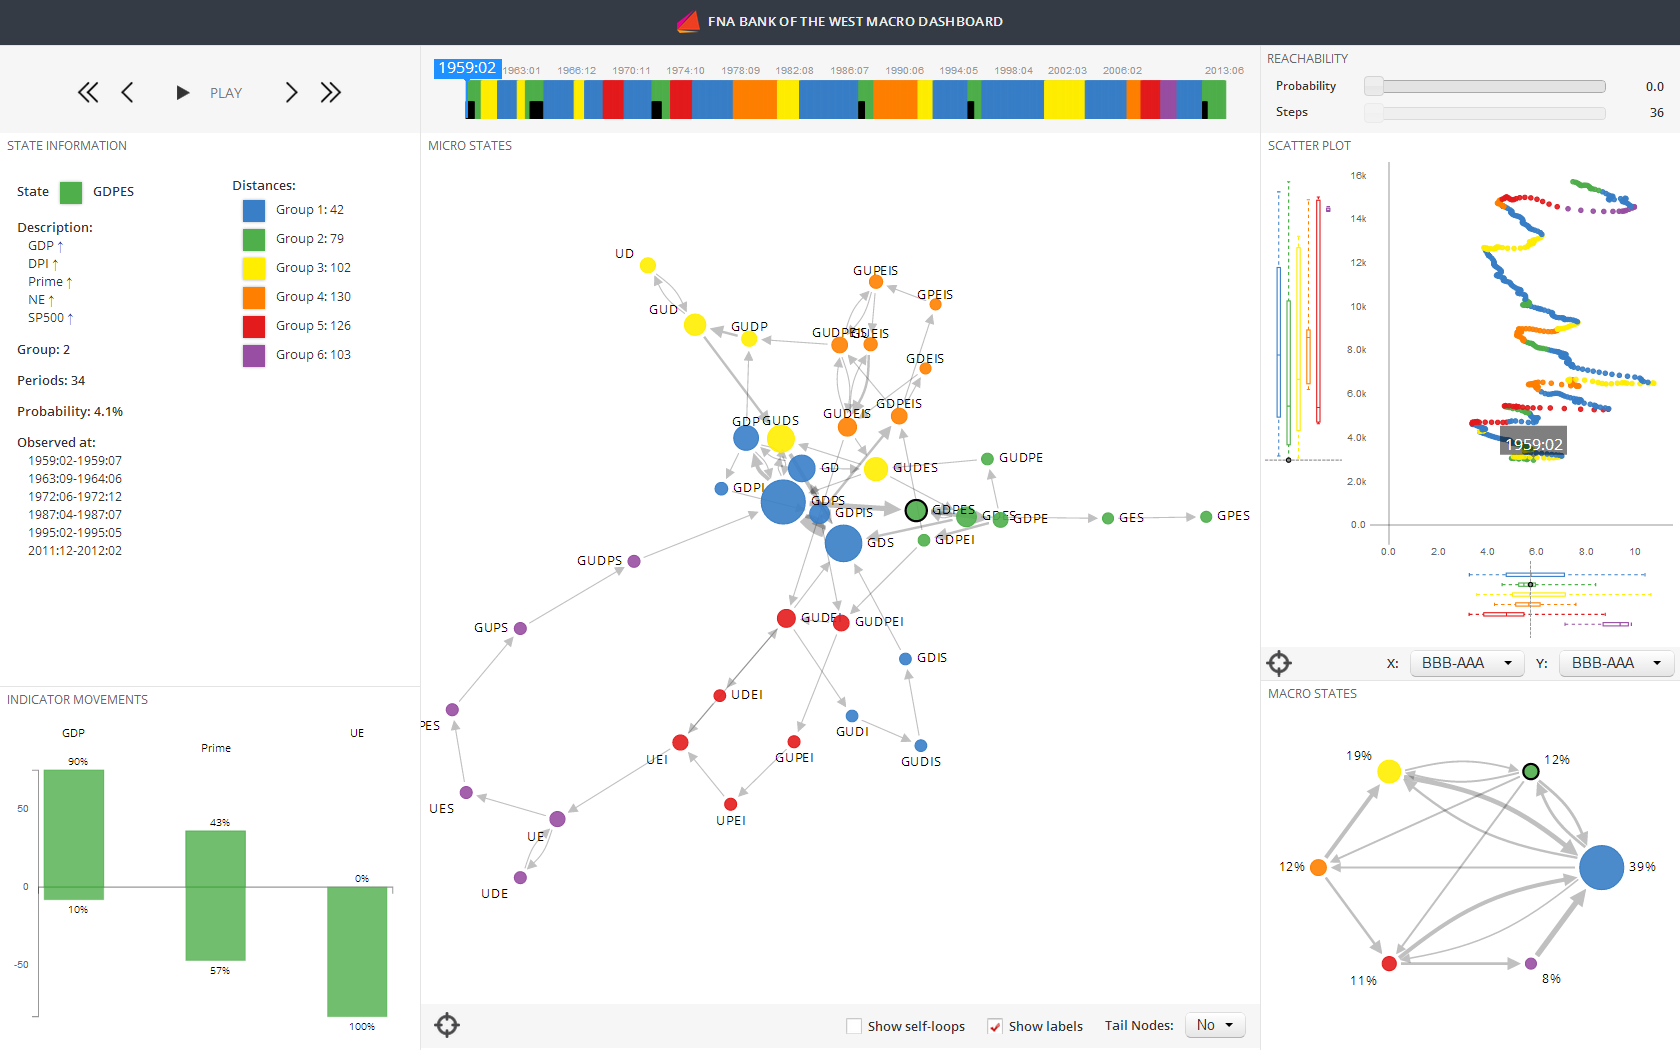 FNA BANK OF THE WEST MACRO DASHBOARD
PLAY
1959:02
1963:01 1966:12 1970:11 1974:10 1978:09 1982:08 1986:07 1990:06 1994:05 1998:04 2002:03 2006:02 2013:06
REACHABILITY
Probability 0.0
Steps 36
STATE INFORMATION
State GDPES
Description:
GDP ↑
DPI ↑
Prime ↑
NE ↑
SP500 ↑
Group: 2
Periods: 34
Probability: 4.1%
Observed at:
1959:02-1959:07
1963:09-1964:06
1972:06-1972:12
1987:04-1987:07
1995:02-1995:05
2011:12-2012:02
Distances:
Group 1: 42
Group 2: 79
Group 3: 102
Group 4: 130
Group 5: 126
Group 6: 103
INDICATOR MOVEMENTS
GDP
Prime
UE
90%
43%
0%
10%
57%
100%
50
0
-50
MICRO STATES
UD
GUPEIS
GPEIS
GUD
GUDP
GDEIS
GDPEIS
GUDEIS
GDP
GUDS
GUDPE
GD
GUDES
GDPI
GDPS
GDPES
GDPIS
GDPE
GES
GPES
GDS
GDPEI
GUDPS
GUDEI
GUDPEI
GUPS
GDIS
UDEI
PES
GUDI
UEI
GUPEI
GUDIS
UES
UPEI
UE
UDE
Show self-loops
Show labels
Tail Nodes: No
SCATTER PLOT
16k
14k
12k
10k
8.0k
6.0k
4.0k
2.0k
0.0
1959:02
0.0 2.0 4.0 6.0 8.0 10
X: BBB-AAA Y: BBB-AAA
MACRO STATES
19%
12%
12%
39%
11%
8%